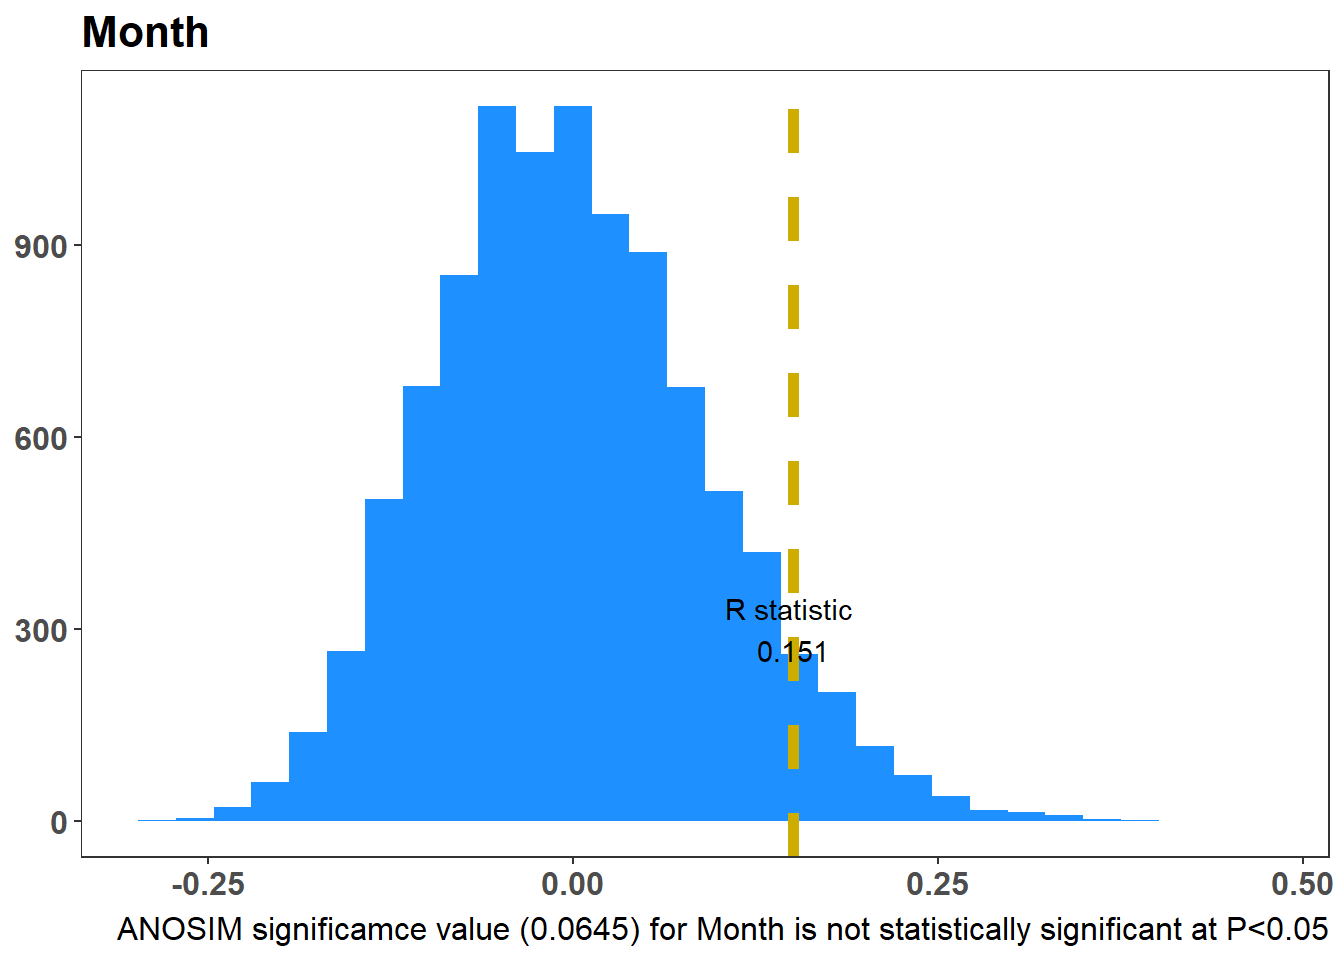 Month
900
600
300
0
R statistic
0.151
-0.25 0.00 0.25 0.50
ANOSIM significamce value (0.0645) for Month is not statistically significant at P<0.05